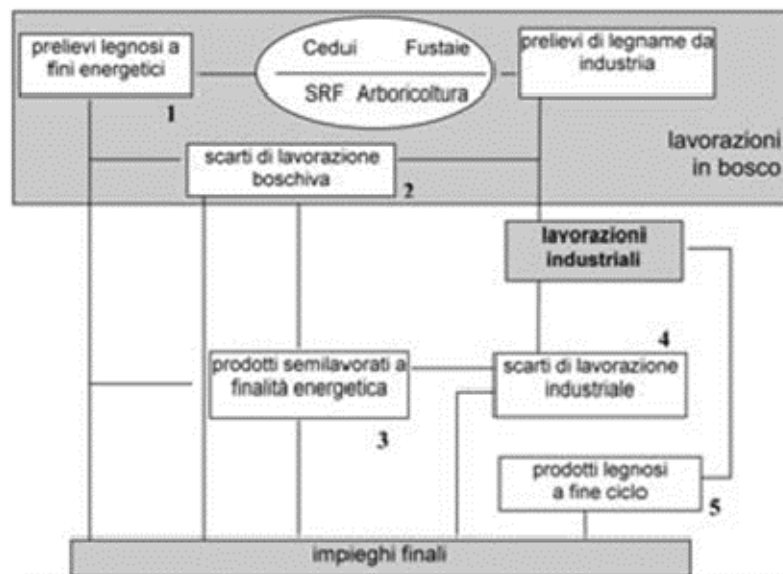 prelievi legnosi a
fini energetici
1
Cedui Fustaie
SRF Arboricoltura
prelievi di legname da
industria
lavorazioni
in bosco
scarti di lavorazione
boschiva
2
lavorazioni
industriali
prodotti semilavorati a
finalità energetica
3
4
scarti di lavorazione
industriale
prodotti legnosi
a fine ciclo
5
impieghi finali